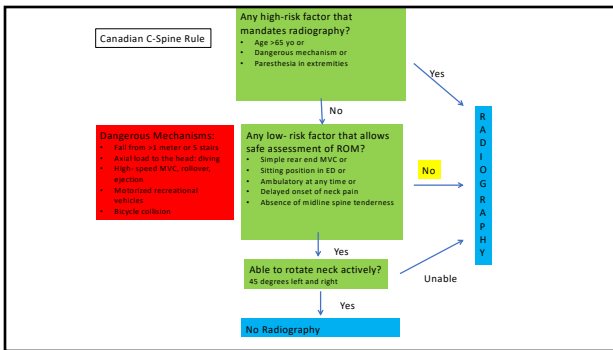 Canadian C-Spine Rule
Any high-risk factor that
mandates radiography?
• Age >65 yo or
• Dangerous mechanism or
• Paresthesia in extremities
Yes
No
Dangerous Mechanisms:
• Fall from >1 meter or 5 stairs
• Axial load to the head: diving
• High- speed MVC, rollover,
ejection
• Motorized recreational
vehicles
• Bicycle collision
Any low- risk factor that allows
safe assessment of ROM?
• Simple rear end MVC or
• Sitting position in ED or
• Ambulatory at any time or
• Delayed onset of neck pain
• Absence of midline spine tenderness
No
RADIOGRAPHY
Yes
Able to rotate neck actively?
45 degrees left and right
Unable
Yes
No Radiography